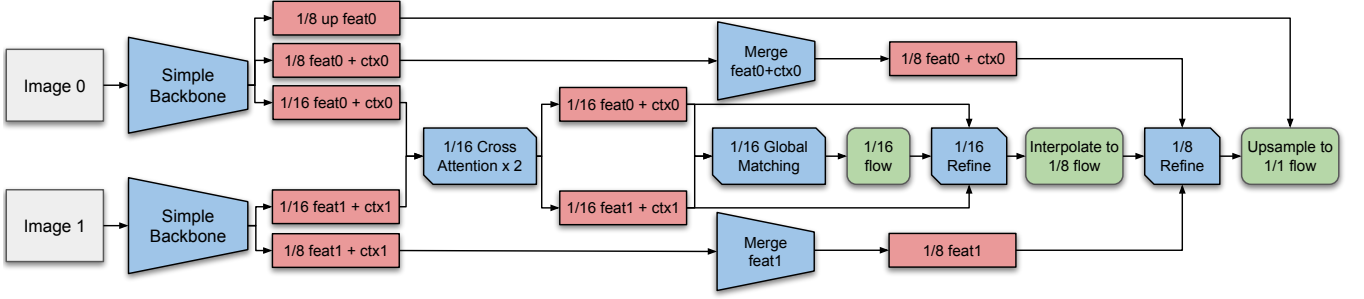 Image 0
Simple
Backbone
1/8 up feat0
1/8 feat0 + ctx0
1/16 feat0 + ctx0
Merge
feat0+ctx0
1/8 feat0 + ctx0
1/16 Cross
Attention x 2
1/16 feat0 + ctx0
1/16 feat1 + ctx1
1/16 Global
Matching
1/16
flow
1/16
Refine
Interpolate to
1/8 flow
1/8
Refine
Upsample to
1/1 flow
Image 1
Simple
Backbone
1/16 feat1 + ctx1
1/8 feat1 + ctx1
Merge
feat1
1/8 feat1